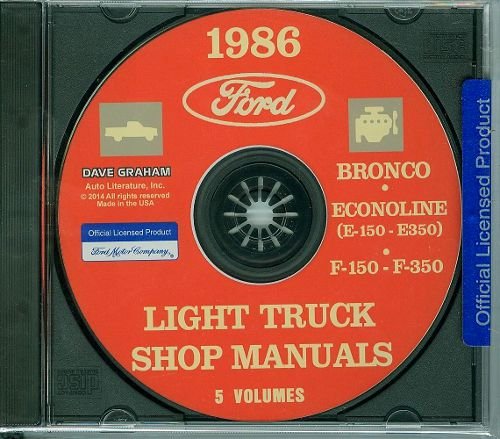 1986
Ford
DAVE GRAHAM
Auto Literature, Inc.
© 2014 All rights reserved
Made in the USA
Official Licensed Product
Ford Motor Company,
BRONCO
•
ECONOLINE
(E-150 - E350)
•
F-150 - F-350
LIGHT TRUCK
SHOP MANUALS
5 VOLUMES
Official Licensed Product
disc